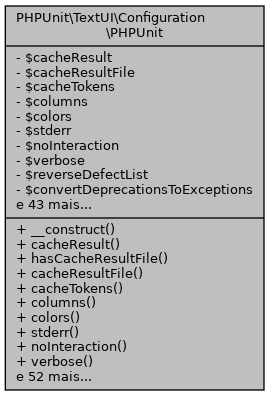 PHPUnit\TextUI\Configuration
\PHPUnit
- $cacheResult
- $cacheResultFile
- $cacheTokens
- $columns
- $colors
- $stderr
- $noInteraction
- $verbose
- $reverseDefectList
- $convertDeprecationsToExceptions
e 43 mais...
+ __construct()
+ cacheResult()
+ hasCacheResultFile()
+ cacheResultFile()
+ cacheTokens()
+ columns()
+ colors()
+ stderr()
+ noInteraction()
+ verbose()
e 52 mais...